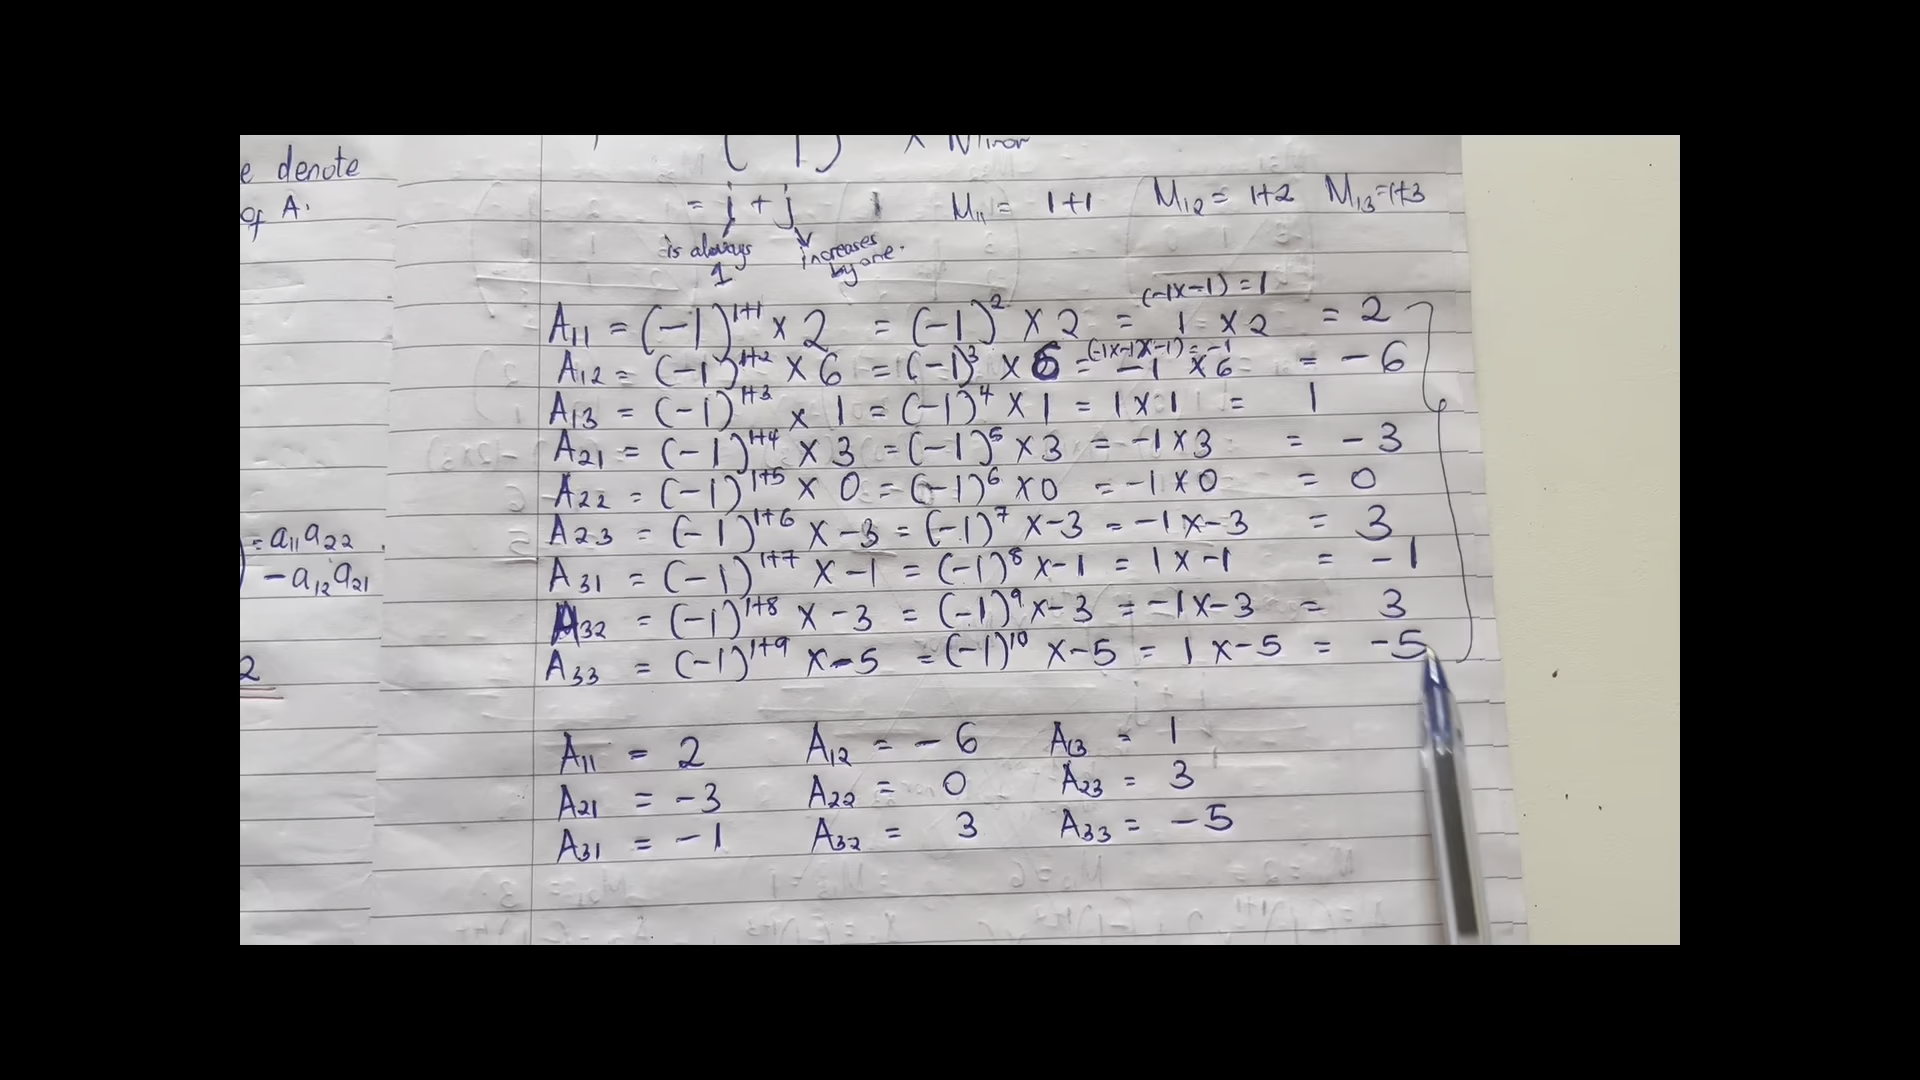 e denote
of A.
= a₁₁a₂₂
- a₁₂a₂₁
2
× Minor
= i + j M₁₁ = 1+1 M₁₂ = 1+2 M₁₃ = 1+3
is always 1
increases by one.
(-1x-1) = 1
A₁₁ = (-1)¹⁺¹ × 2 = (-1)² × 2 = 1 × 2 = 2
(-1x-1x-1) = -1
A₁₂ = (-1)¹⁺² × 6 = (-1)³ × 6 = -1 × 6 = -6
A₁₃ = (-1)¹⁺³ × 1 = (-1)⁴ × 1 = 1 × 1 = 1
A₂₁ = (-1)¹⁺⁴ × 3 = (-1)⁵ × 3 = -1 × 3 = -3
A₂₂ = (-1)¹⁺⁵ × 0 = (-1)⁶ × 0 = -1 × 0 = 0
A₂₃ = (-1)¹⁺⁶ × -3 = (-1)⁷ × -3 = -1 × -3 = 3
A₃₁ = (-1)¹⁺⁷ × -1 = (-1)⁸ × -1 = 1 × -1 = -1
A₃₂ = (-1)¹⁺⁸ × -3 = (-1)⁹ × -3 = -1 × -3 = 3
A₃₃ = (-1)¹⁺⁹ × -5 = (-1)¹⁰ × -5 = 1 × -5 = -5
A₁₁ = 2 A₁₂ = -6 A₁₃ = 1
A₂₁ = -3 A₂₂ = 0 A₂₃ = 3
A₃₁ = -1 A₃₂ = 3 A₃₃ = -5